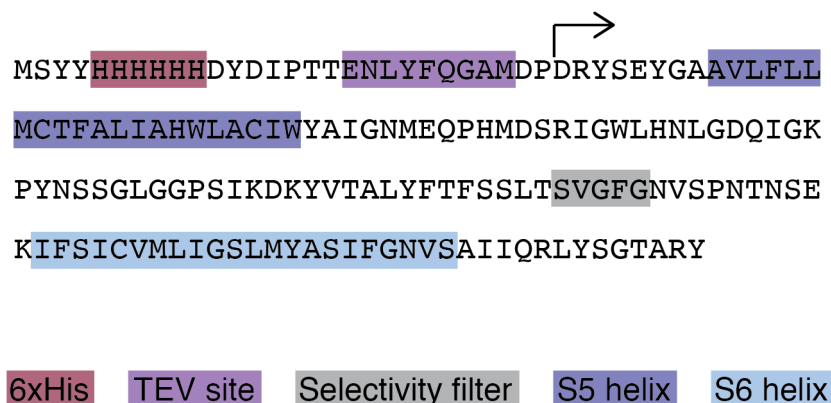 MSYYHHHHHHDYDIPTTENLYFQGAMDPDRYSEYGAAVLFLL
MCTFALIAHWLACIWYAIGNMEQPHMDSRIGWLHNLGDQIGK
PYNSSGLGGPSIKDKYVTALYFTFSSLTSVGFGNVSPNTNSE
KIFSICVMLIGSLMYASIFGNVSAIIQRLYSGTARY
6xHis TEV site Selectivity filter S5 helix S6 helix